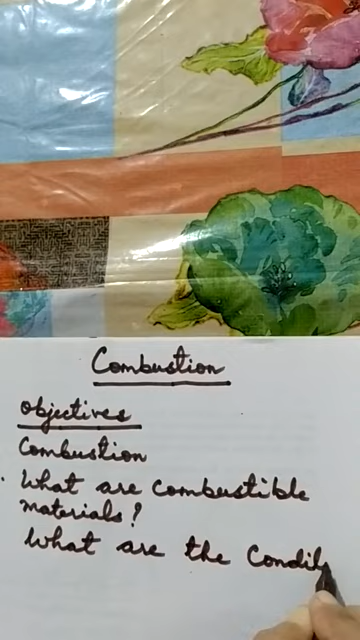 Combustion
objectives
Combustion
What are combustible
materials?
What are the